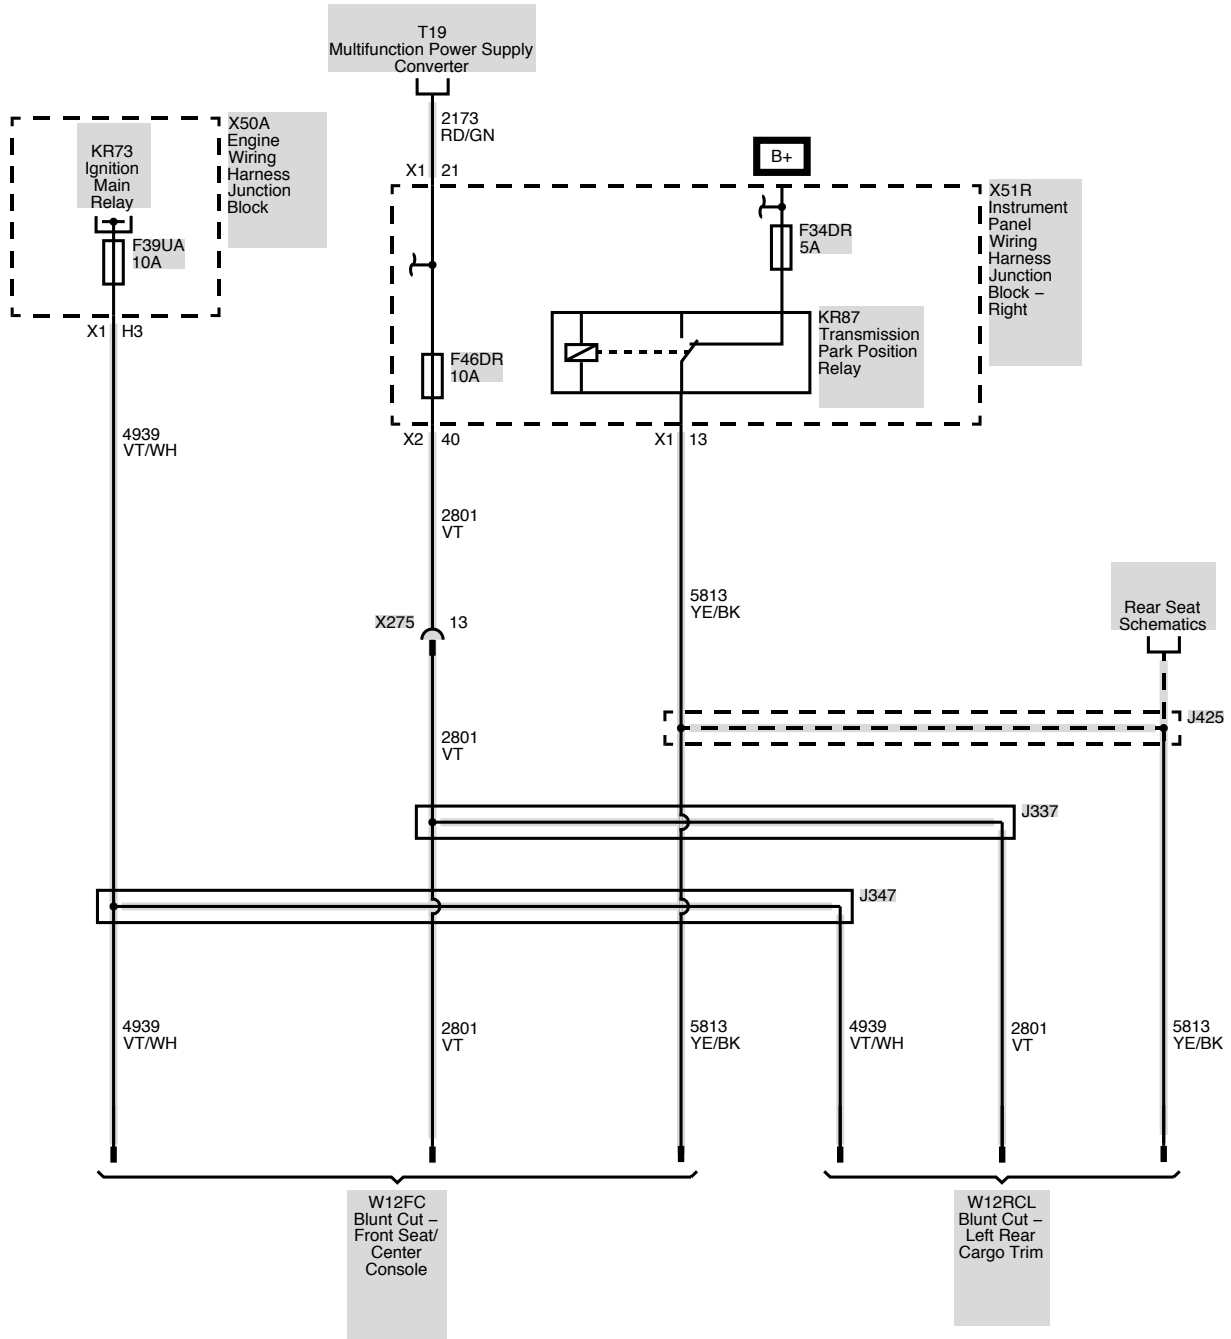 T19
Multifunction Power Supply
Converter
2173
RD/GN
X1 21
X50A
Engine
Wiring
Harness
Junction
Block
KR73
Ignition
Main
Relay
F39UA
10A
X1 H3
B+
X51R
Instrument
Panel
Wiring
Harness
Junction
Block –
Right
F34DR
5A
KR87
Transmission
Park Position
Relay
F46DR
10A
X2 40
X1 13
4939
VT/WH
2801
VT
5813
YE/BK
X275 13
Rear Seat
Schematics
J425
2801
VT
J337
J347
4939
VT/WH
2801
VT
5813
YE/BK
4939
VT/WH
2801
VT
5813
YE/BK
W12FC
Blunt Cut –
Front Seat/
Center
Console
W12RCL
Blunt Cut –
Left Rear
Cargo Trim